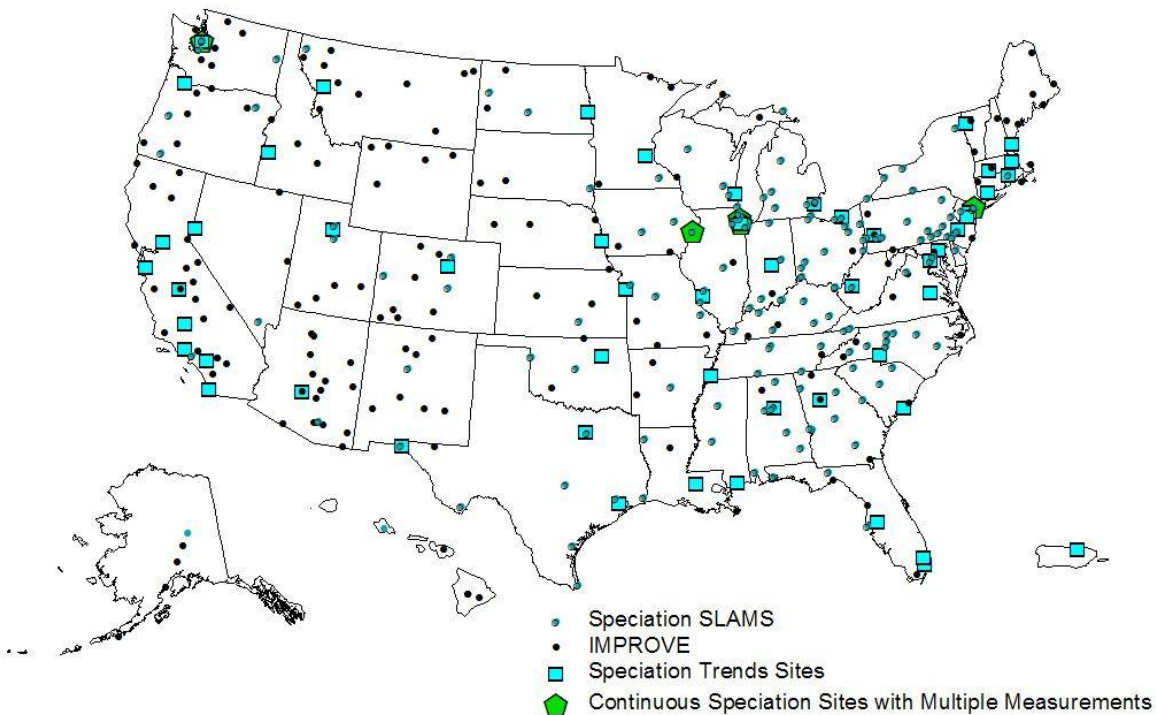 Speciation SLAMS
IMPROVE
Speciation Trends Sites
Continuous Speciation Sites with Multiple Measurements